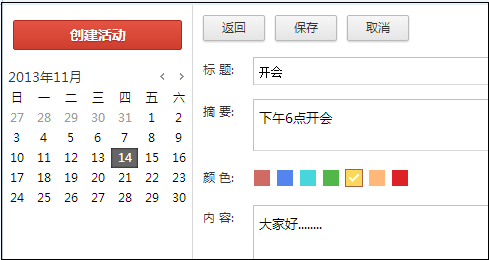 创建活动
2013年11月
日 一 二 三 四 五 六
27 28 29 30 31 1 2
3 4 5 6 7 8 9
10 11 12 13 14 15 16
17 18 19 20 21 22 23
24 25 26 27 28 29 30
返回 保存 取消
标 题: 开会
摘 要: 下午6点开会
颜 色:
内 容: 大家好........